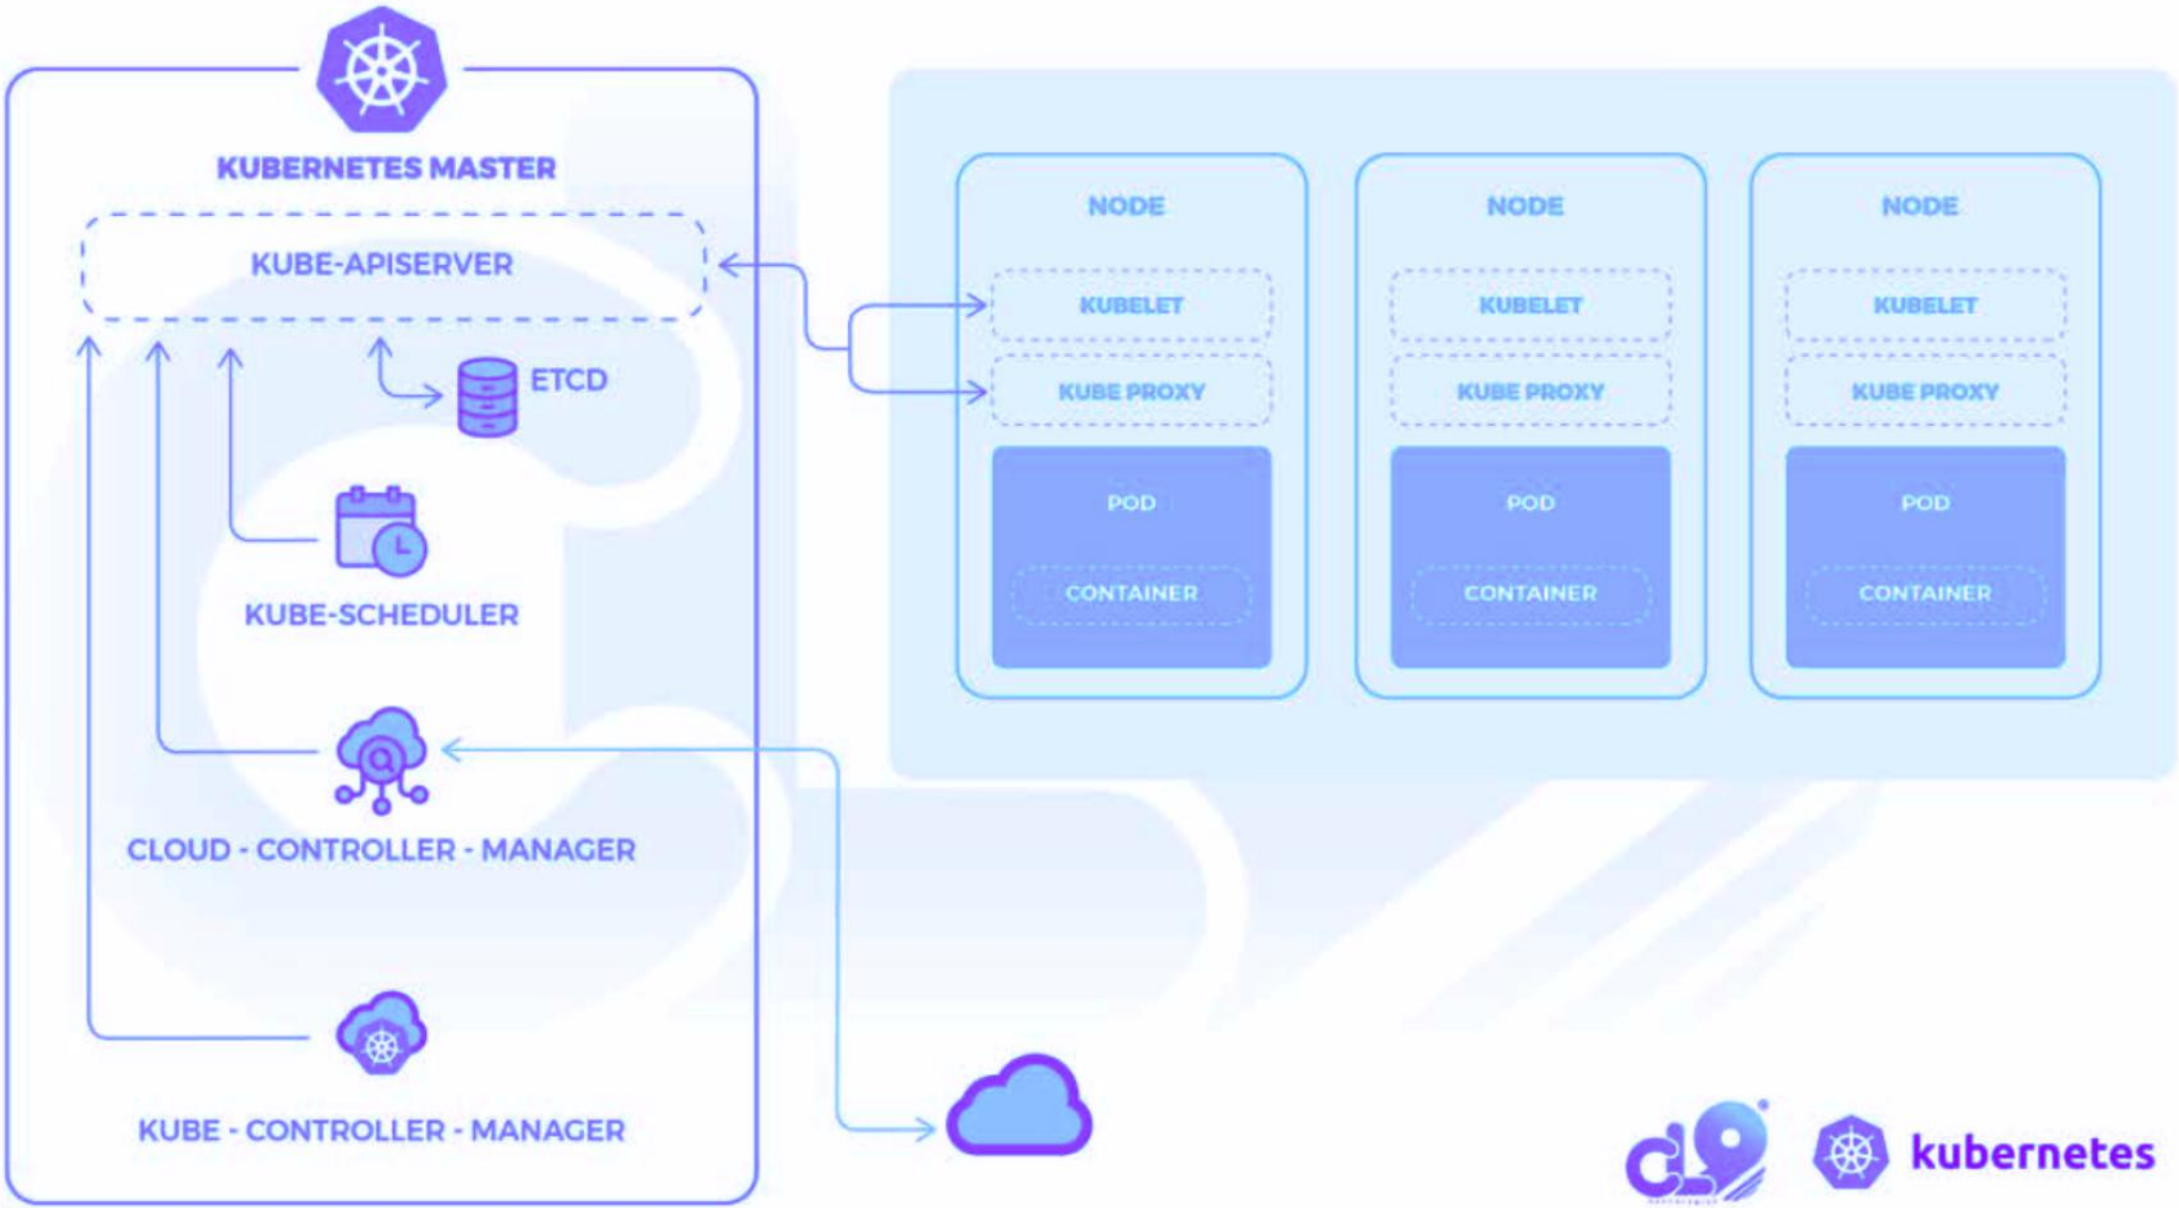 KUBERNETES MASTER
KUBE-APISERVER
ETCD
KUBE-SCHEDULER
CLOUD - CONTROLLER - MANAGER
KUBE - CONTROLLER - MANAGER
NODE
KUBELET
KUBE PROXY
POD
CONTAINER
NODE
KUBELET
KUBE PROXY
POD
CONTAINER
NODE
KUBELET
KUBE PROXY
POD
CONTAINER
kubernetes